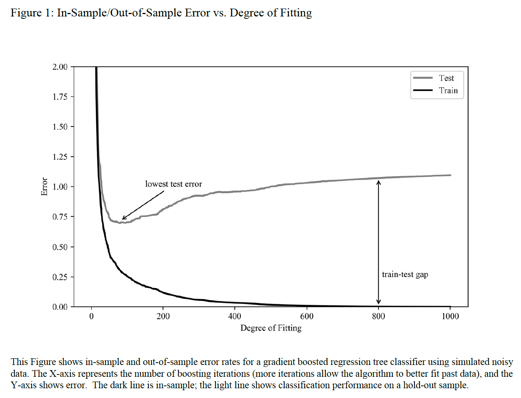 Figure 1: In-Sample/Out-of-Sample Error vs. Degree of Fitting
2.00
1.75
1.50
1.25
1.00
0.75
0.50
0.25
0.00
Error
Test
Train
lowest test error
train-test gap
0
200
400
600
800
1000
Degree of Fitting
This Figure shows in-sample and out-of-sample error rates for a gradient boosted regression tree classifier using simulated noisy
data. The X-axis represents the number of boosting iterations (more iterations allow the algorithm to better fit past data), and the
Y-axis shows error. The dark line is in-sample; the light line shows classification performance on a hold-out sample.